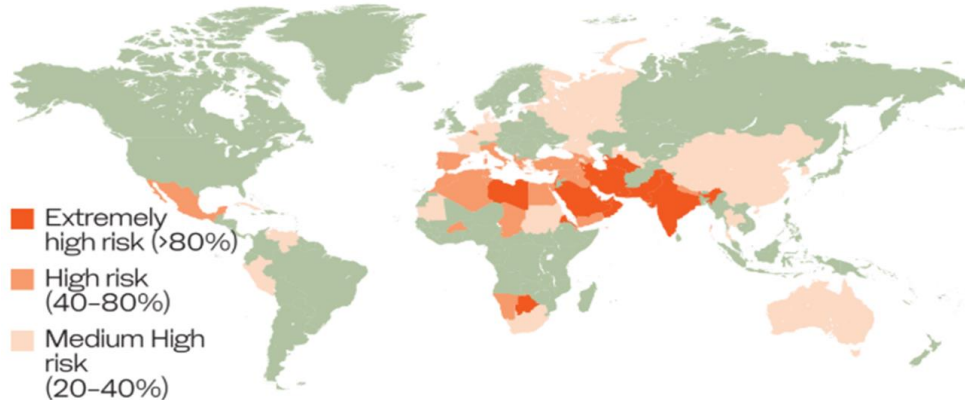 Extremely
high risk (>80%)
High risk
(40–80%)
Medium High
risk
(20–40%)